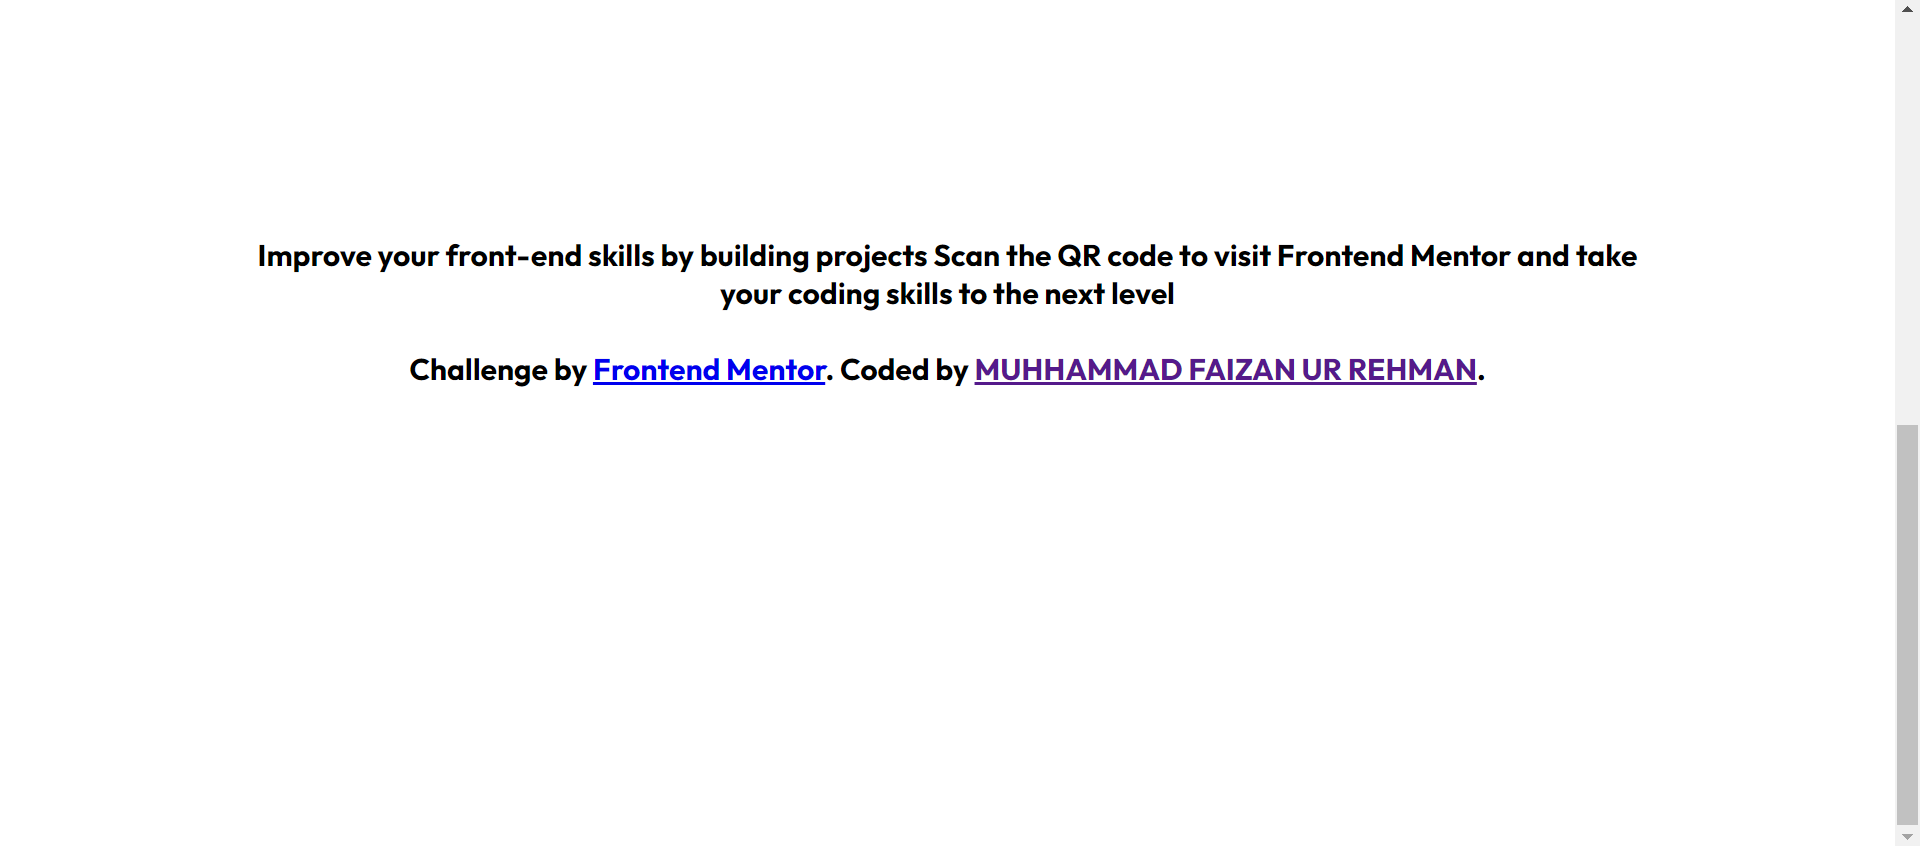 Improve your front-end skills by building projects Scan the QR code to visit Frontend Mentor and take
your coding skills to the next level
Challenge by Frontend Mentor. Coded by MUHHAMMAD FAIZAN UR REHMAN.